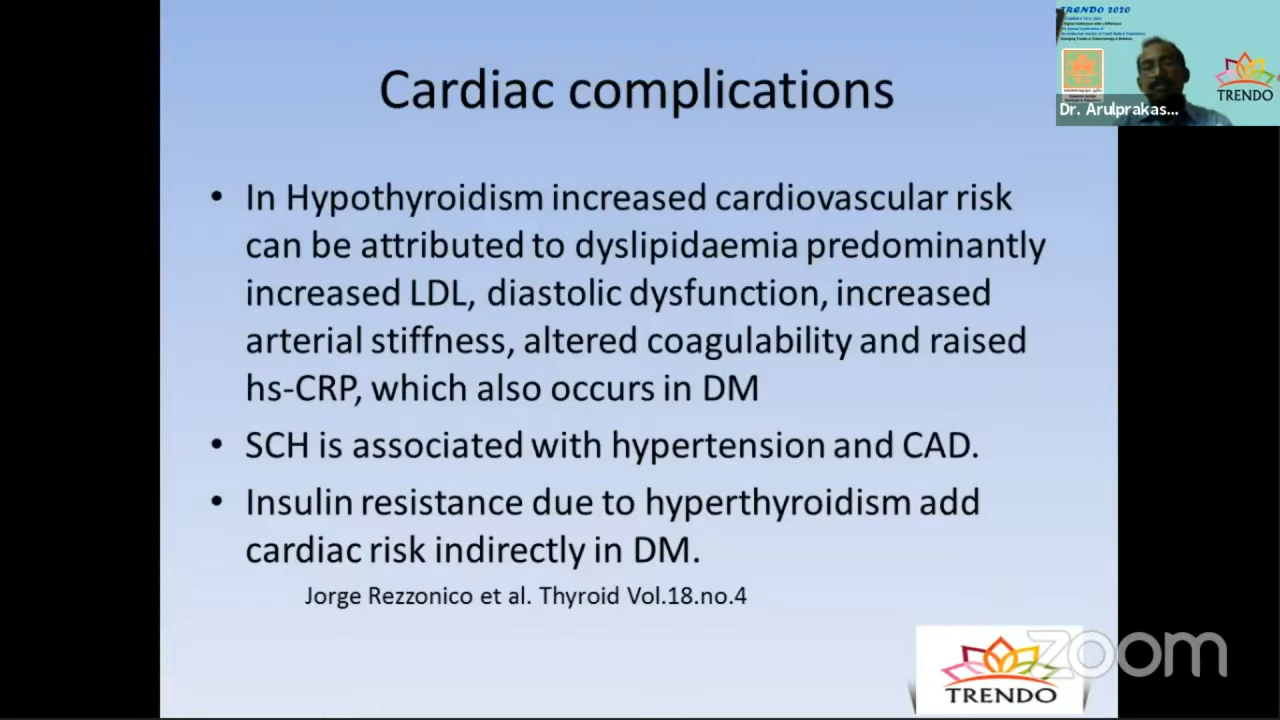 Cardiac complications
• In Hypothyroidism increased cardiovascular risk
can be attributed to dyslipidaemia predominantly
increased LDL, diastolic dysfunction, increased
arterial stiffness, altered coagulability and raised
hs-CRP, which also occurs in DM
• SCH is associated with hypertension and CAD.
• Insulin resistance due to hyperthyroidism add
cardiac risk indirectly in DM.
Jorge Rezzonico et al. Thyroid Vol.18.no.4
TRENDO
zoom
TRENDO 2020
TRENDO
Dr. Arulprakas...